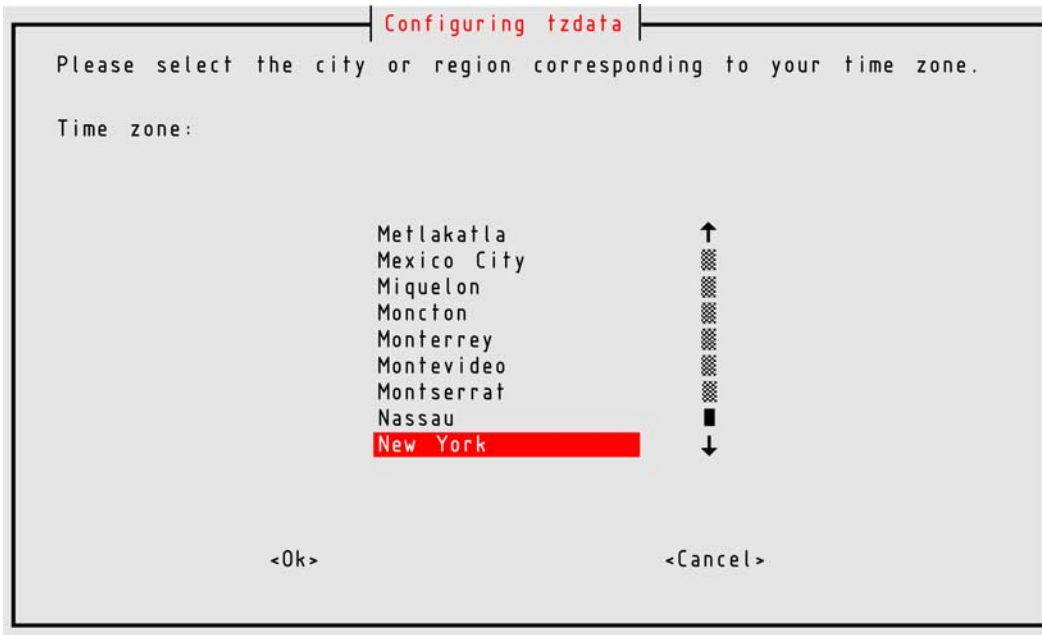 Configuring tzdata
Please select the city or region corresponding to your time zone.
Time zone:
Metlakatla
Mexico City
Miquelon
Moncton
Monterrey
Montevideo
Montserrat
Nassau
New York
<Ok> <Cancel>